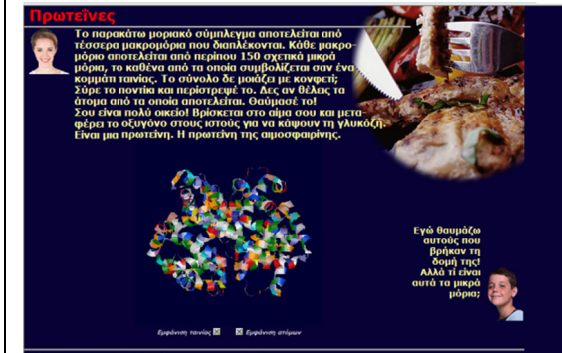 Πρωτεΐνες
Το παρακάτω μοριακό σύμπλεγμα αποτελείται από
τέσσερα μακρομόρια που διαπλέκονται. Κάθε μακρο-
μόριο αποτελείται από περίπου 150 σχετικά μικρά
μόρια, το καθένα από τα οποία συμβολίζεται σαν ένα
κομμάτι ταινίας. Το σύνολο δε μοιάζει με κονφετί;
Σύρε το ποντίκι και περίστρεψέ το. Δες αν θέλεις τα
άτομα από τα οποία αποτελείται. Θαύμασέ το!
Σου είναι πολύ οικείο! Βρίσκεται στο αίμα σου και μετα-
φέρει το οξυγόνο στους ιστούς για να κάψουν τη γλυκόζη.
Είναι μια πρωτεΐνη. Η πρωτεΐνη της αιμοσφαιρίνης.
Εγώ θαυμάζω
αυτούς που
βρήκαν τη
δομή της!
Αλλά τί είναι
αυτά τα μικρά
μόρια;
Εμφάνιση ταινίας
Εμφάνιση ατόμων